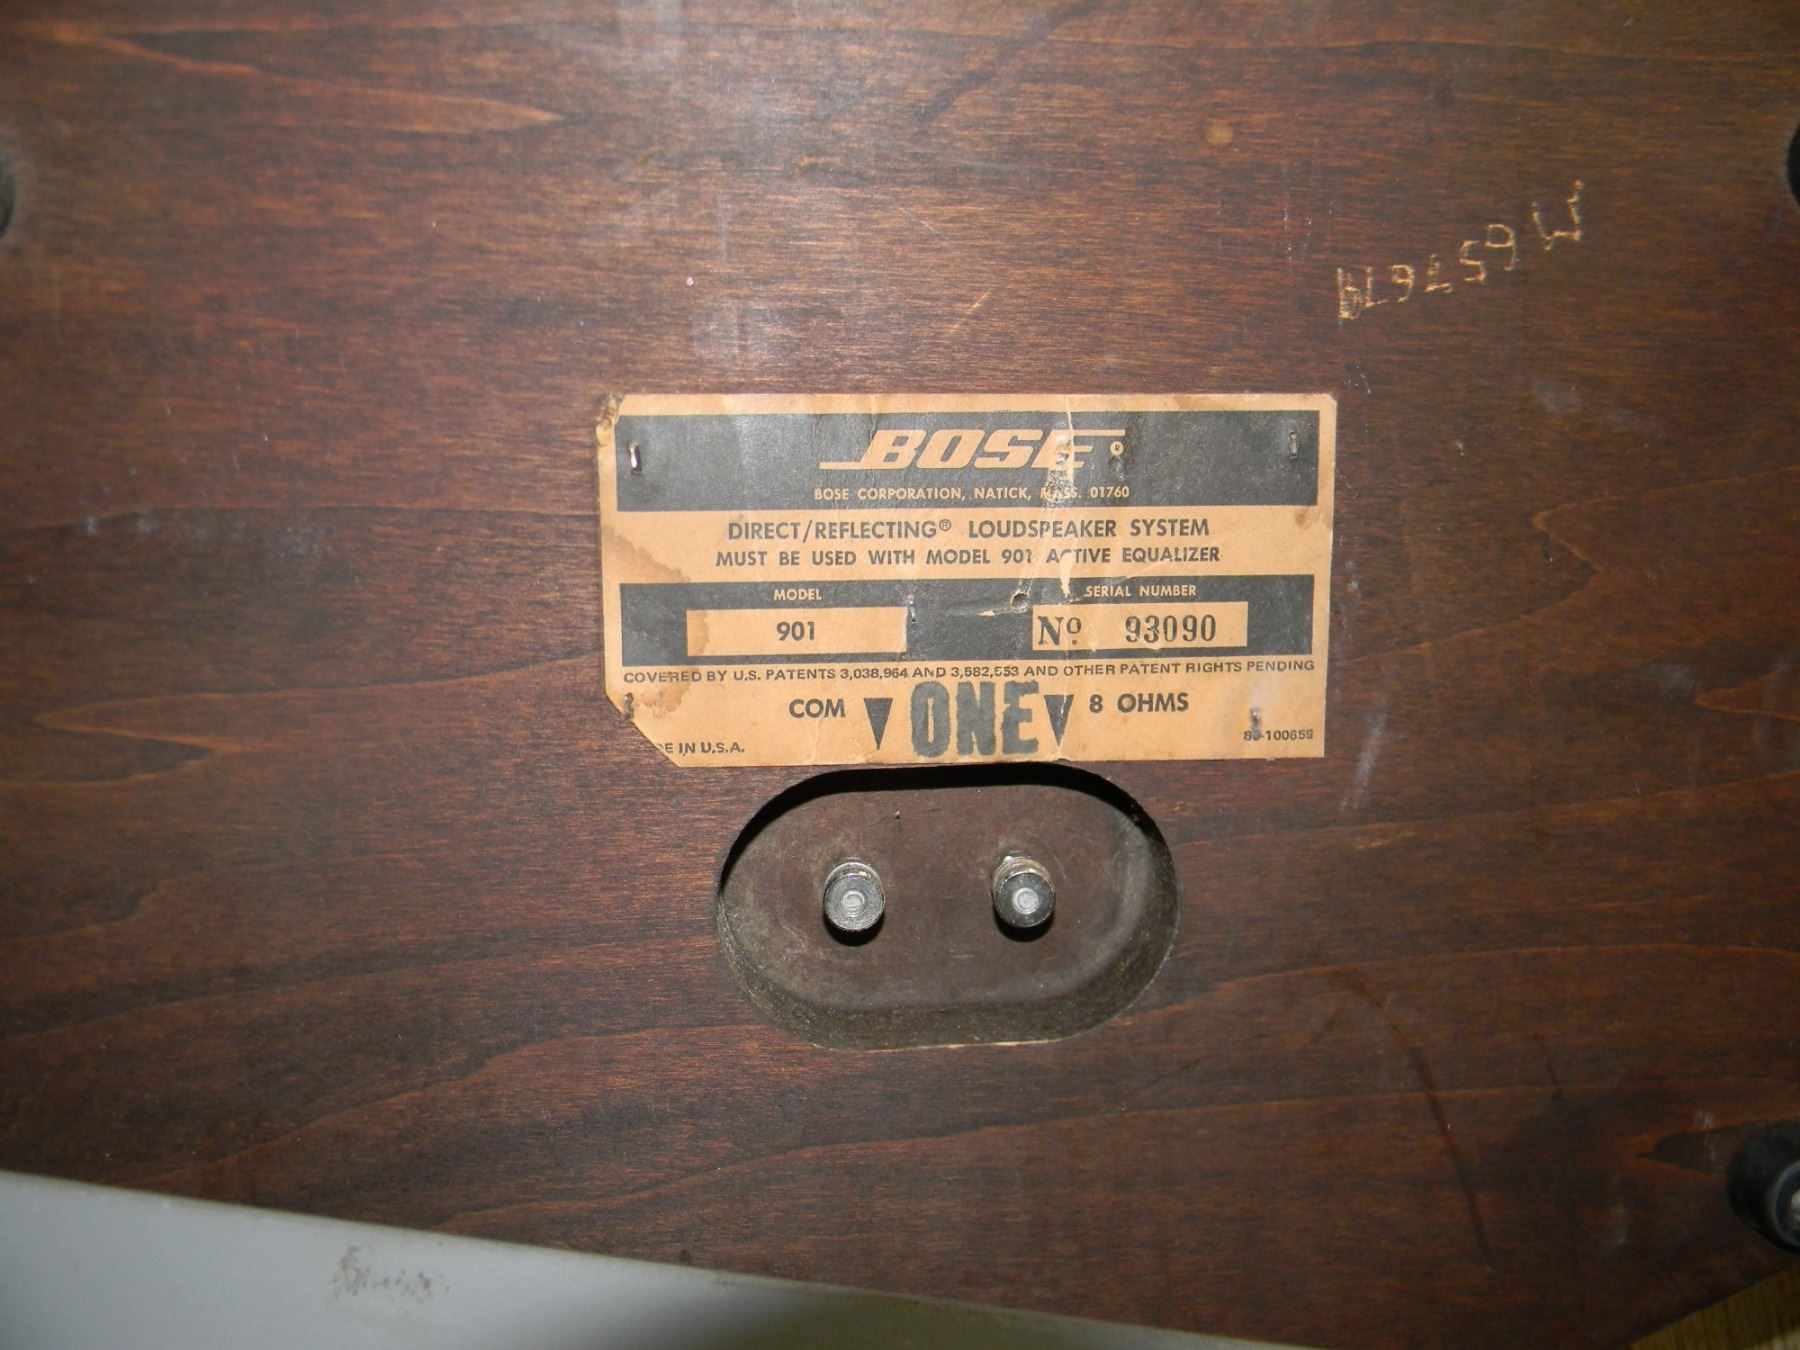 BOSE®
BOSE CORPORATION, NATICK, MASS. 01760
DIRECT/REFLECTING® LOUDSPEAKER SYSTEM
MUST BE USED WITH MODEL 901 ACTIVE EQUALIZER
MODEL SERIAL NUMBER
901 Nº 93090
COVERED BY U.S. PATENTS 3,038,964 AND 3,582,553 AND OTHER PATENT RIGHTS PENDING
COM ▼ ONE ▼ 8 OHMS
DE IN U.S.A. 80-100659